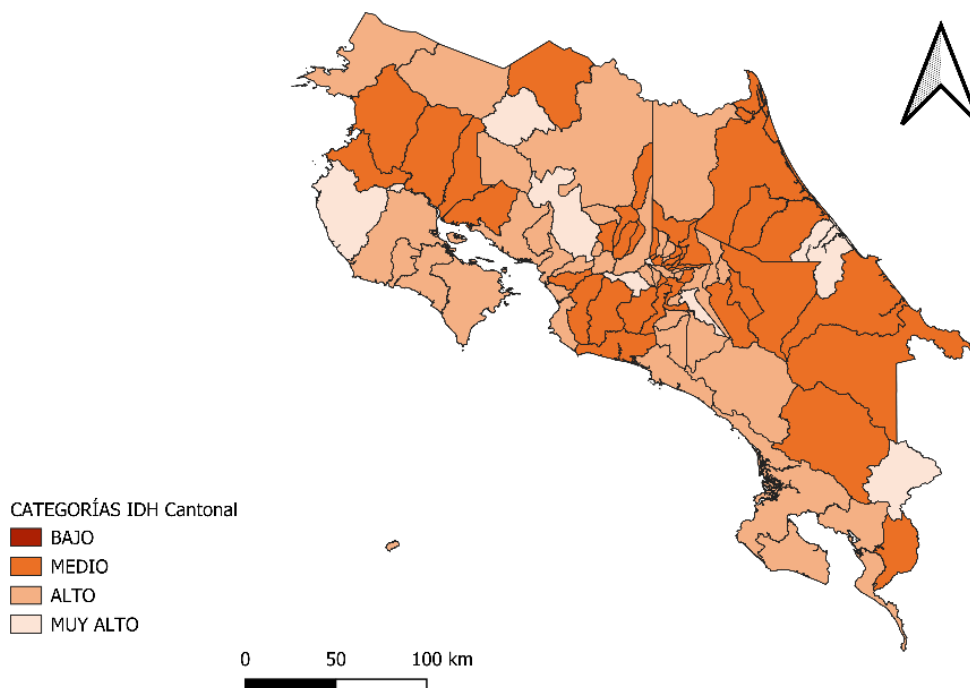 CATEGORÍAS IDH Cantonal
BAJO
MEDIO
ALTO
MUY ALTO
0 50 100 km